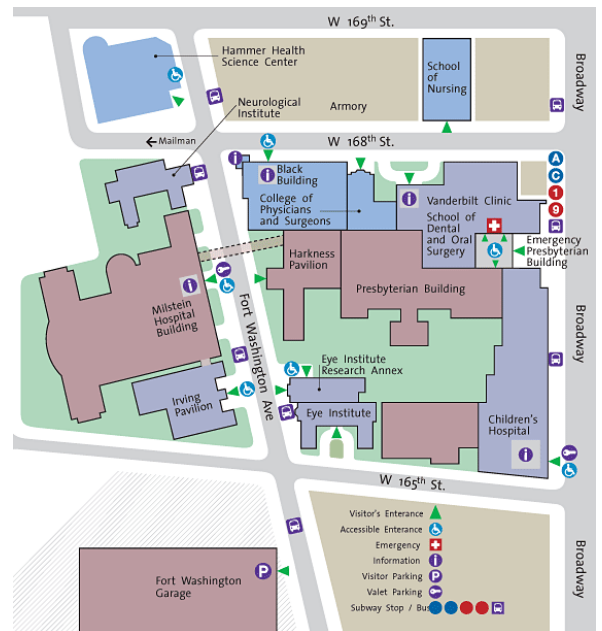 W 169th St.
Hammer Health
Science Center
School
of
Nursing
Broadway
Neurological
Institute
Armory
Mailman
W 168th St.
A
C
1
9
Black
Building
College of
Physicians
and Surgeons
Vanderbilt Clinic
School of
Dental
and Oral
Surgery
Emergency
Presbyterian
Building
Harkness
Pavilion
Presbyterian Building
Milstein
Hospital
Building
Fort Washington Ave
Broadway
Eye Institute
Research Annex
Irving
Pavilion
Eye Institute
Children's
Hospital
W 165th St.
Visitor's Entrance
Accessible Entrance
Emergency
Information
i
Visitor Parking
P
Valet Parking
Subway Stop / Bus
Fort Washington
Garage
P
Broadway